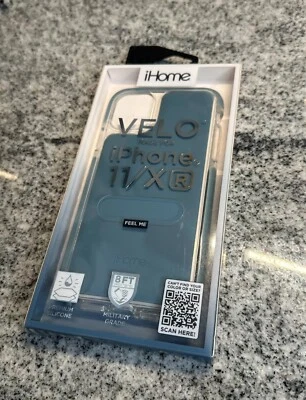 iHome
VELO
iPhone
11/XR
FEEL ME
8FT
MILITARY
GRADE
CAN'T FIND YOUR
COLOR OR SIZE?
SCAN HERE!